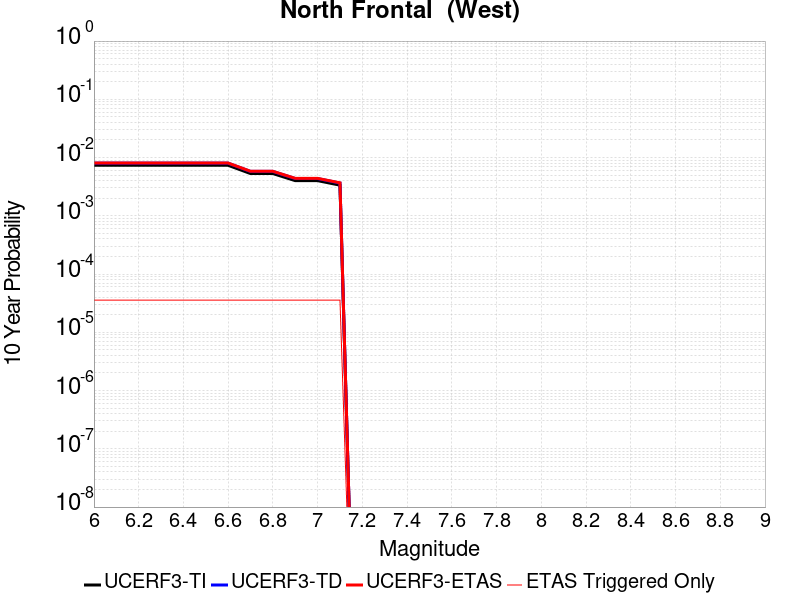 North Frontal (West)
10^0
10^-1
10^-2
10^-3
10^-4
10^-5
10^-6
10^-7
10^-8
10 Year Probability
6 6.2 6.4 6.6 6.8 7 7.2 7.4 7.6 7.8 8 8.2 8.4 8.6 8.8 9
Magnitude
UCERF3-TI UCERF3-TD UCERF3-ETAS ETAS Triggered Only